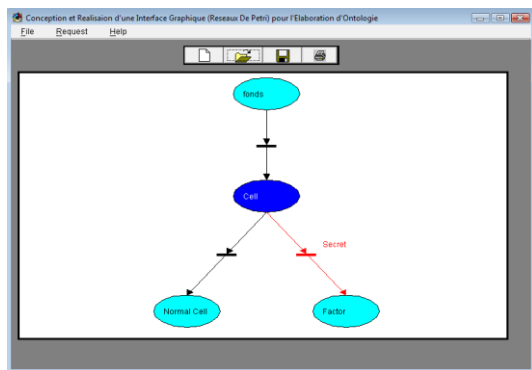 Conception et Realisaion d'une Interface Graphique (Reseaux De Petri) pour l'Elaboration d'Ontologie
File Request Help
fonds
Cell
Secret
Normal Cell Factor